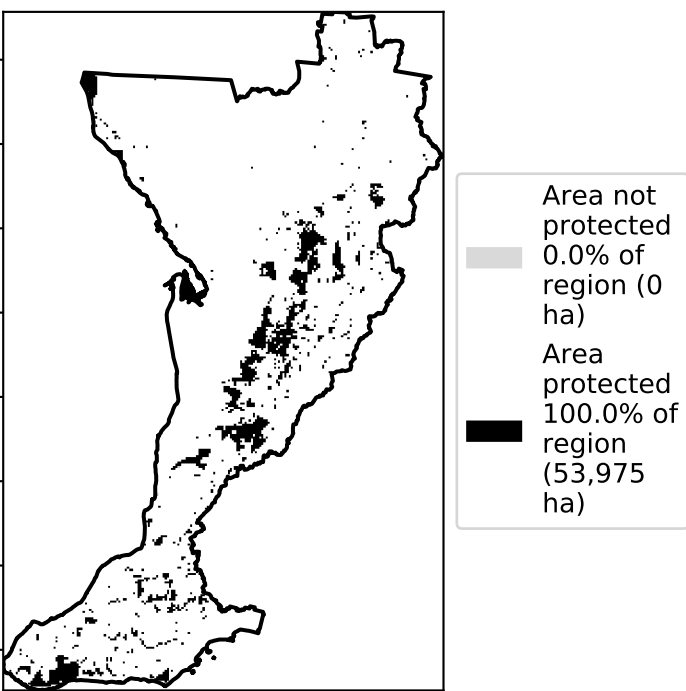 Area not
protected
0.0% of
region (0
ha)
Area
protected
100.0% of
region
(53,975
ha)